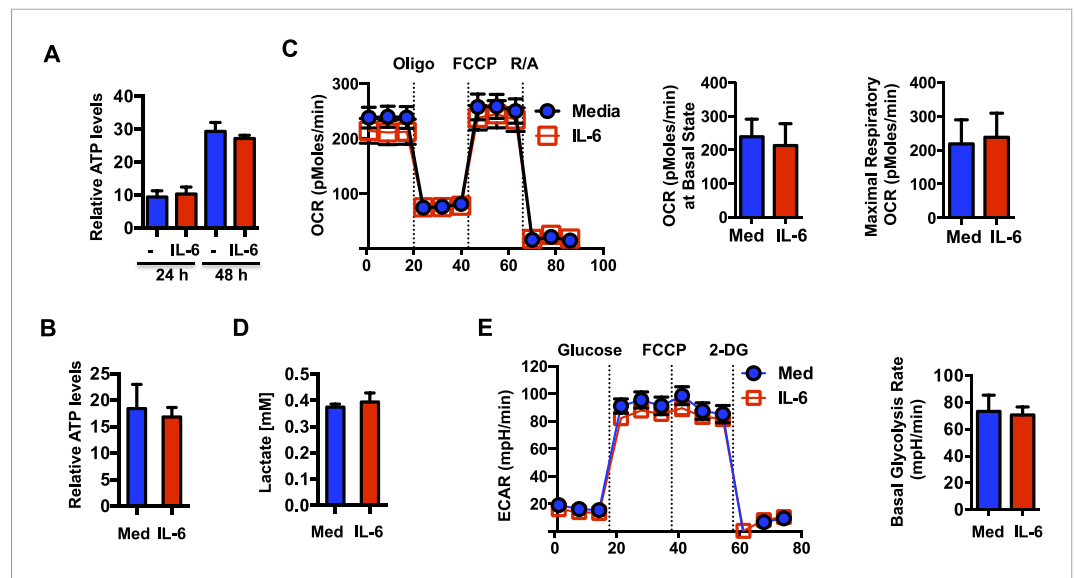 A
Relative ATP levels
40
30
20
10
0
- IL-6 - IL-6
24 h 48 h
C
Oligo FCCP R/A
OCR (pMoles/min)
300
200
100
0 20 40 60 80 100
Media
IL-6
OCR (pMoles/min)
at Basal State
400
300
200
100
0
Med IL-6
Maximal Respiratory
OCR (pMoles/min)
400
300
200
100
0
Med IL-6
B
Relative ATP levels
25
20
15
10
5
0
Med IL-6
D
Lactate [mM]
0.5
0.4
0.3
0.2
0.1
0.0
Med IL-6
E
Glucose FCCP 2-DG
ECAR (mpH/min)
120
100
80
60
40
20
0 20 40 60 80
Med
IL-6
Basal Glycolysis Rate
(mpH/min)
120
100
80
60
40
20
0
Med IL-6